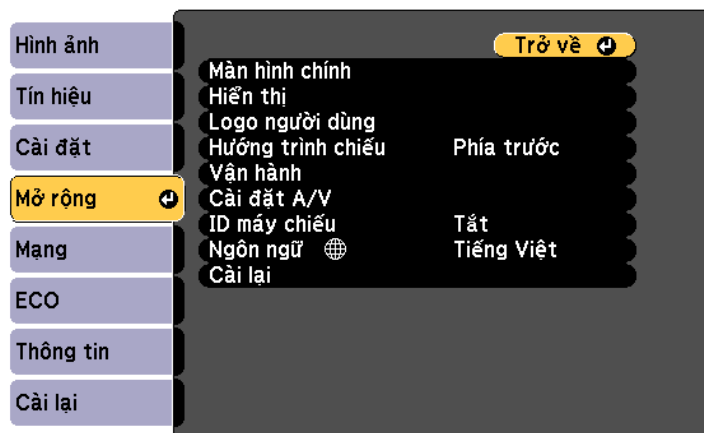 Hình ảnh
Tín hiệu
Cài đặt
Mở rộng
Mạng
ECO
Thông tin
Cài lại
Trở về
Màn hình chính
Hiển thị
Logo người dùng
Hướng trình chiếu Phía trước
Vận hành
Cài đặt A/V
ID máy chiếu Tắt
Ngôn ngữ Tiếng Việt
Cài lại